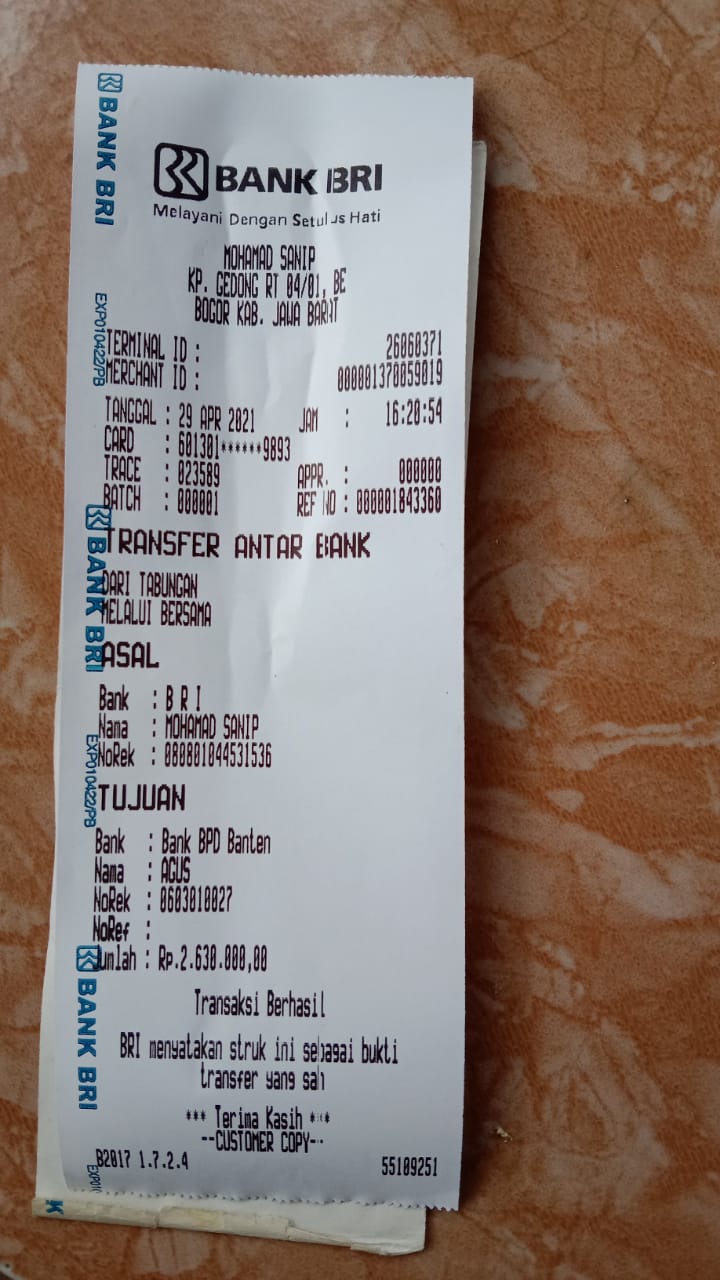 BANK BRI
Melayani Dengan Setulus Hati
MOHAMAD SANIP
KP. GEDONG RT 04/01, BE
BOGOR KAB. JAWA BARAT
TERMINAL ID : 26060371
MERCHANT ID : 000001370059019
TANGGAL : 29 APR 2021 JAM : 16:20:54
CARD : 601301******9893
TRACE : 023589 APPR. : 000000
BATCH : 000001 REF NO : 000001843360
TRANSFER ANTAR BANK
DARI TABUNGAN
MELALUI BERSAMA
ASAL
Bank : B R I
Nama : MOHAMAD SANIP
NoRek : 080801044531536
TUJUAN
Bank : Bank BPD Banten
Nama : AGUS
NoRek : 0603010027
NoRef :
Jumlah : Rp.2.630.000,00
Transaksi Berhasil
BRI menyatakan struk ini sebagai bukti
transfer yang sah
*** Terima Kasih ***
--CUSTOMER COPY--
B2017 1.7.2.4 55109251
BANK BRI
EXP010422/PB
BANK BRI
EXP010422/PB
BANK BRI